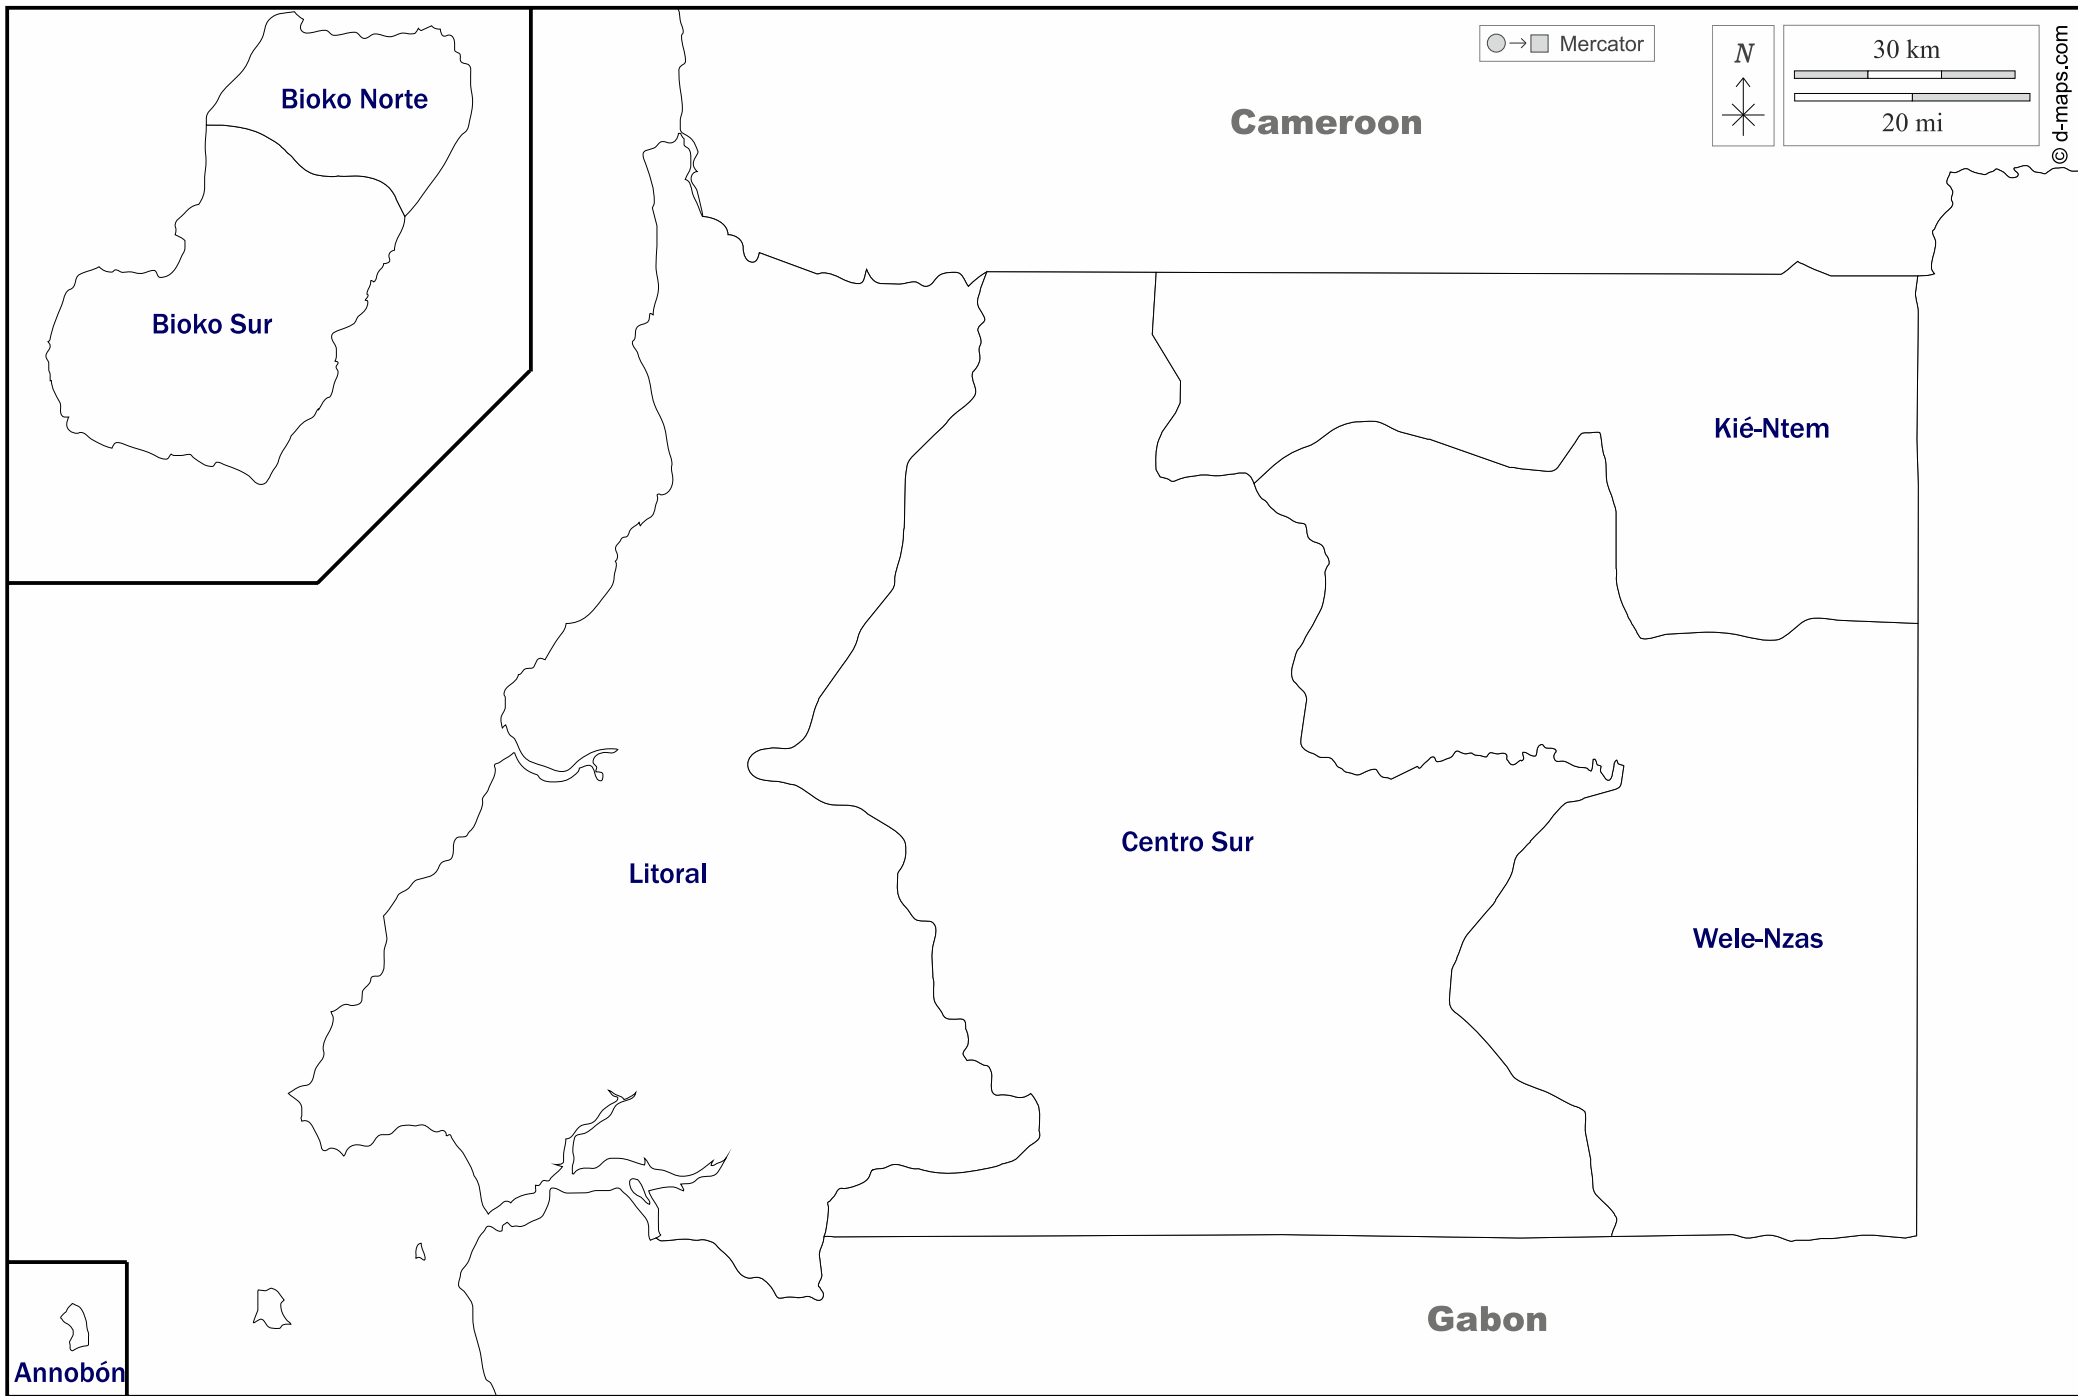 Mercator
N
30 km
20 mi
© d-maps.com
Cameroon
Bioko Norte
Bioko Sur
Kié-Ntem
Centro Sur
Litoral
Wele-Nzas
Gabon
Annobón